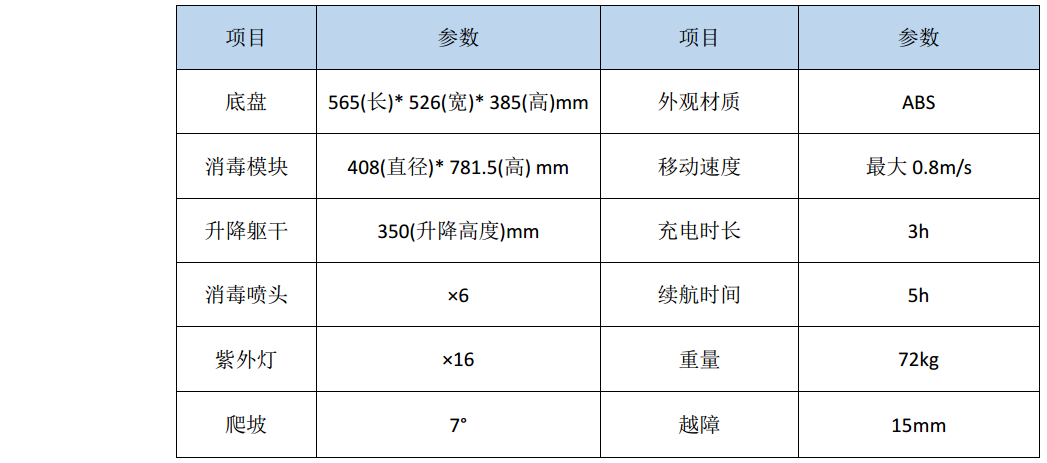 项目 参数 项目 参数
底盘 565(长)* 526(宽)* 385(高)mm 外观材质 ABS
消毒模块 408(直径)* 781.5(高) mm 移动速度 最大 0.8m/s
升降躯干 350(升降高度)mm 充电时长 3h
消毒喷头 ×6 续航时间 5h
紫外灯 ×16 重量 72kg
爬坡 7° 越障 15mm